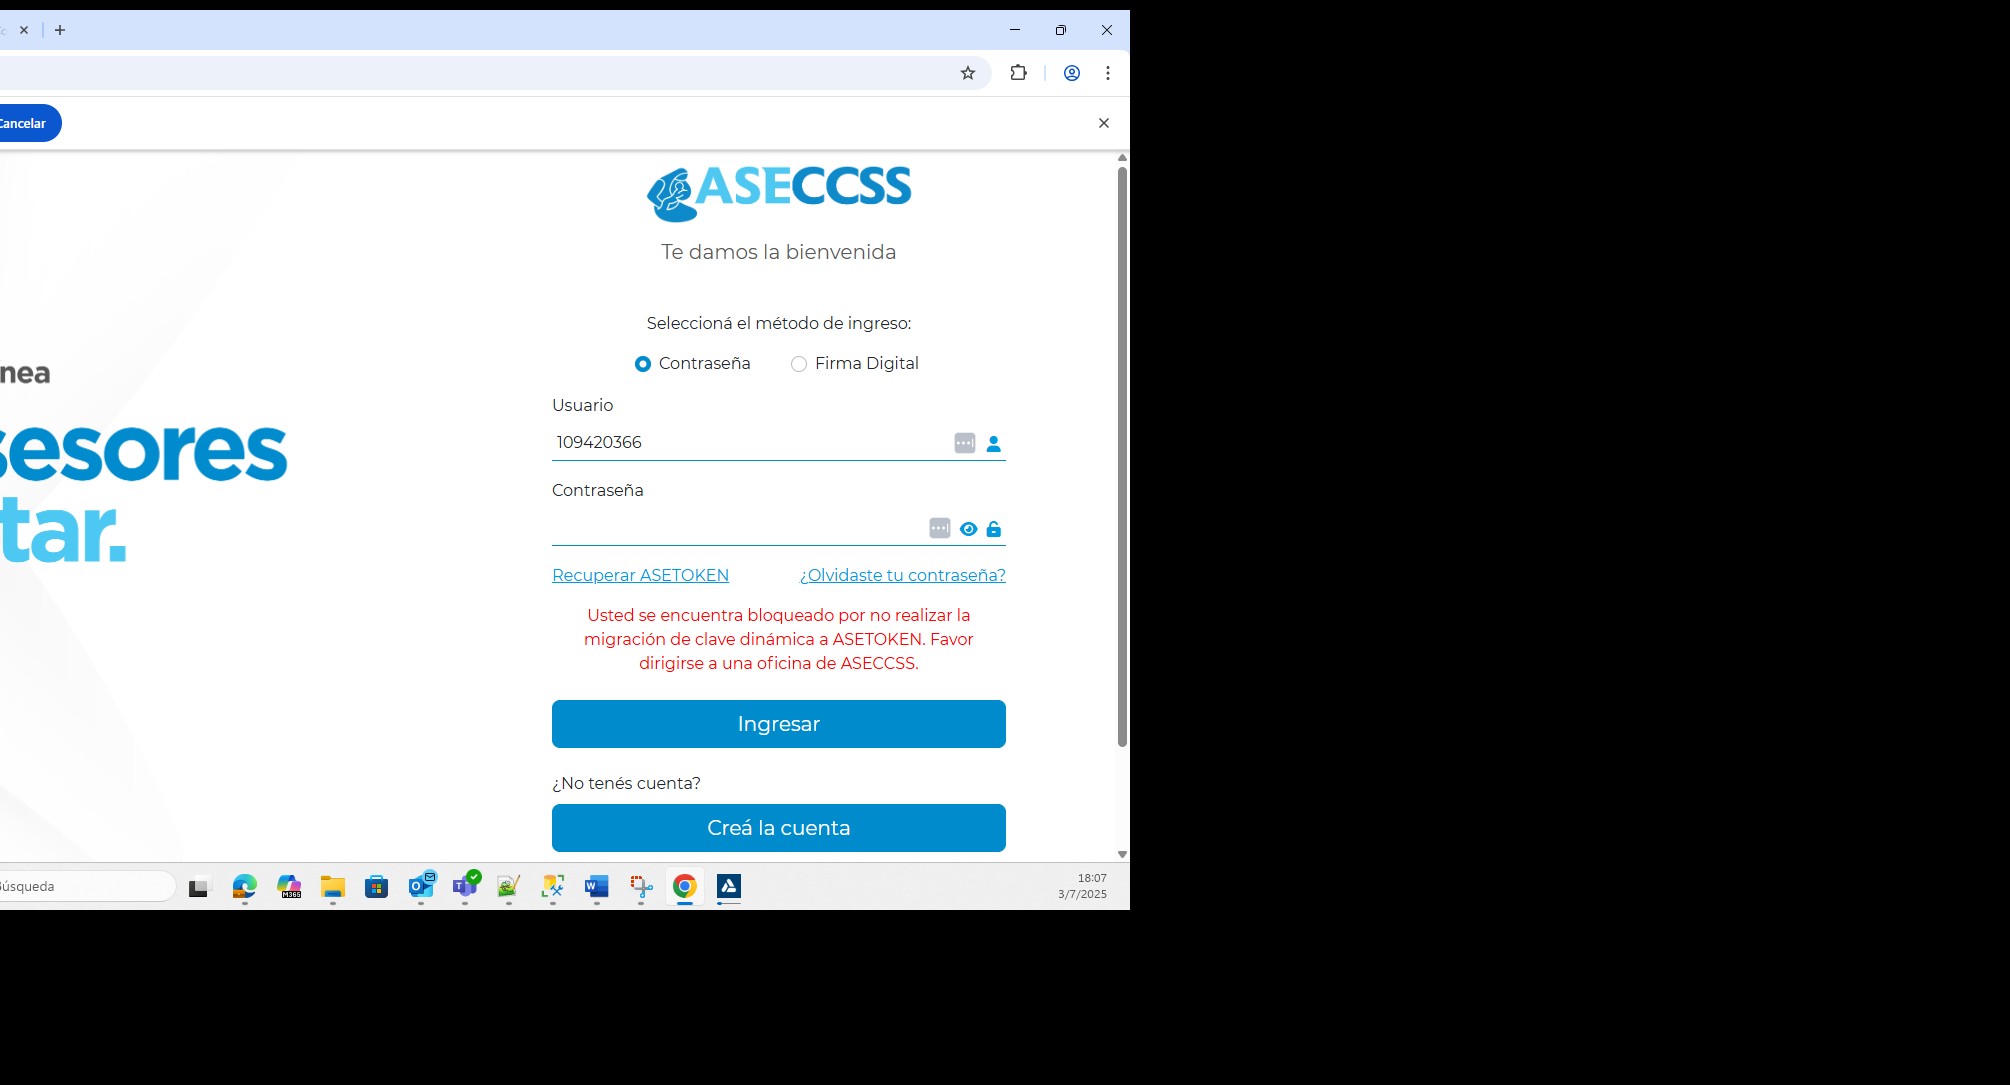 Cancelar
ASECCSS
Te damos la bienvenida
nea
sesores
tar.
Seleccioná el método de ingreso:
Contraseña
Firma Digital
Usuario
109420366
Contraseña
Recuperar ASETOKEN
¿Olvidaste tu contraseña?
Usted se encuentra bloqueado por no realizar la
migración de clave dinámica a ASETOKEN. Favor
dirigirse a una oficina de ASECCSS.
Ingresar
¿No tenés cuenta?
Creá la cuenta
Búsqueda
M365
18:07
3/7/2025